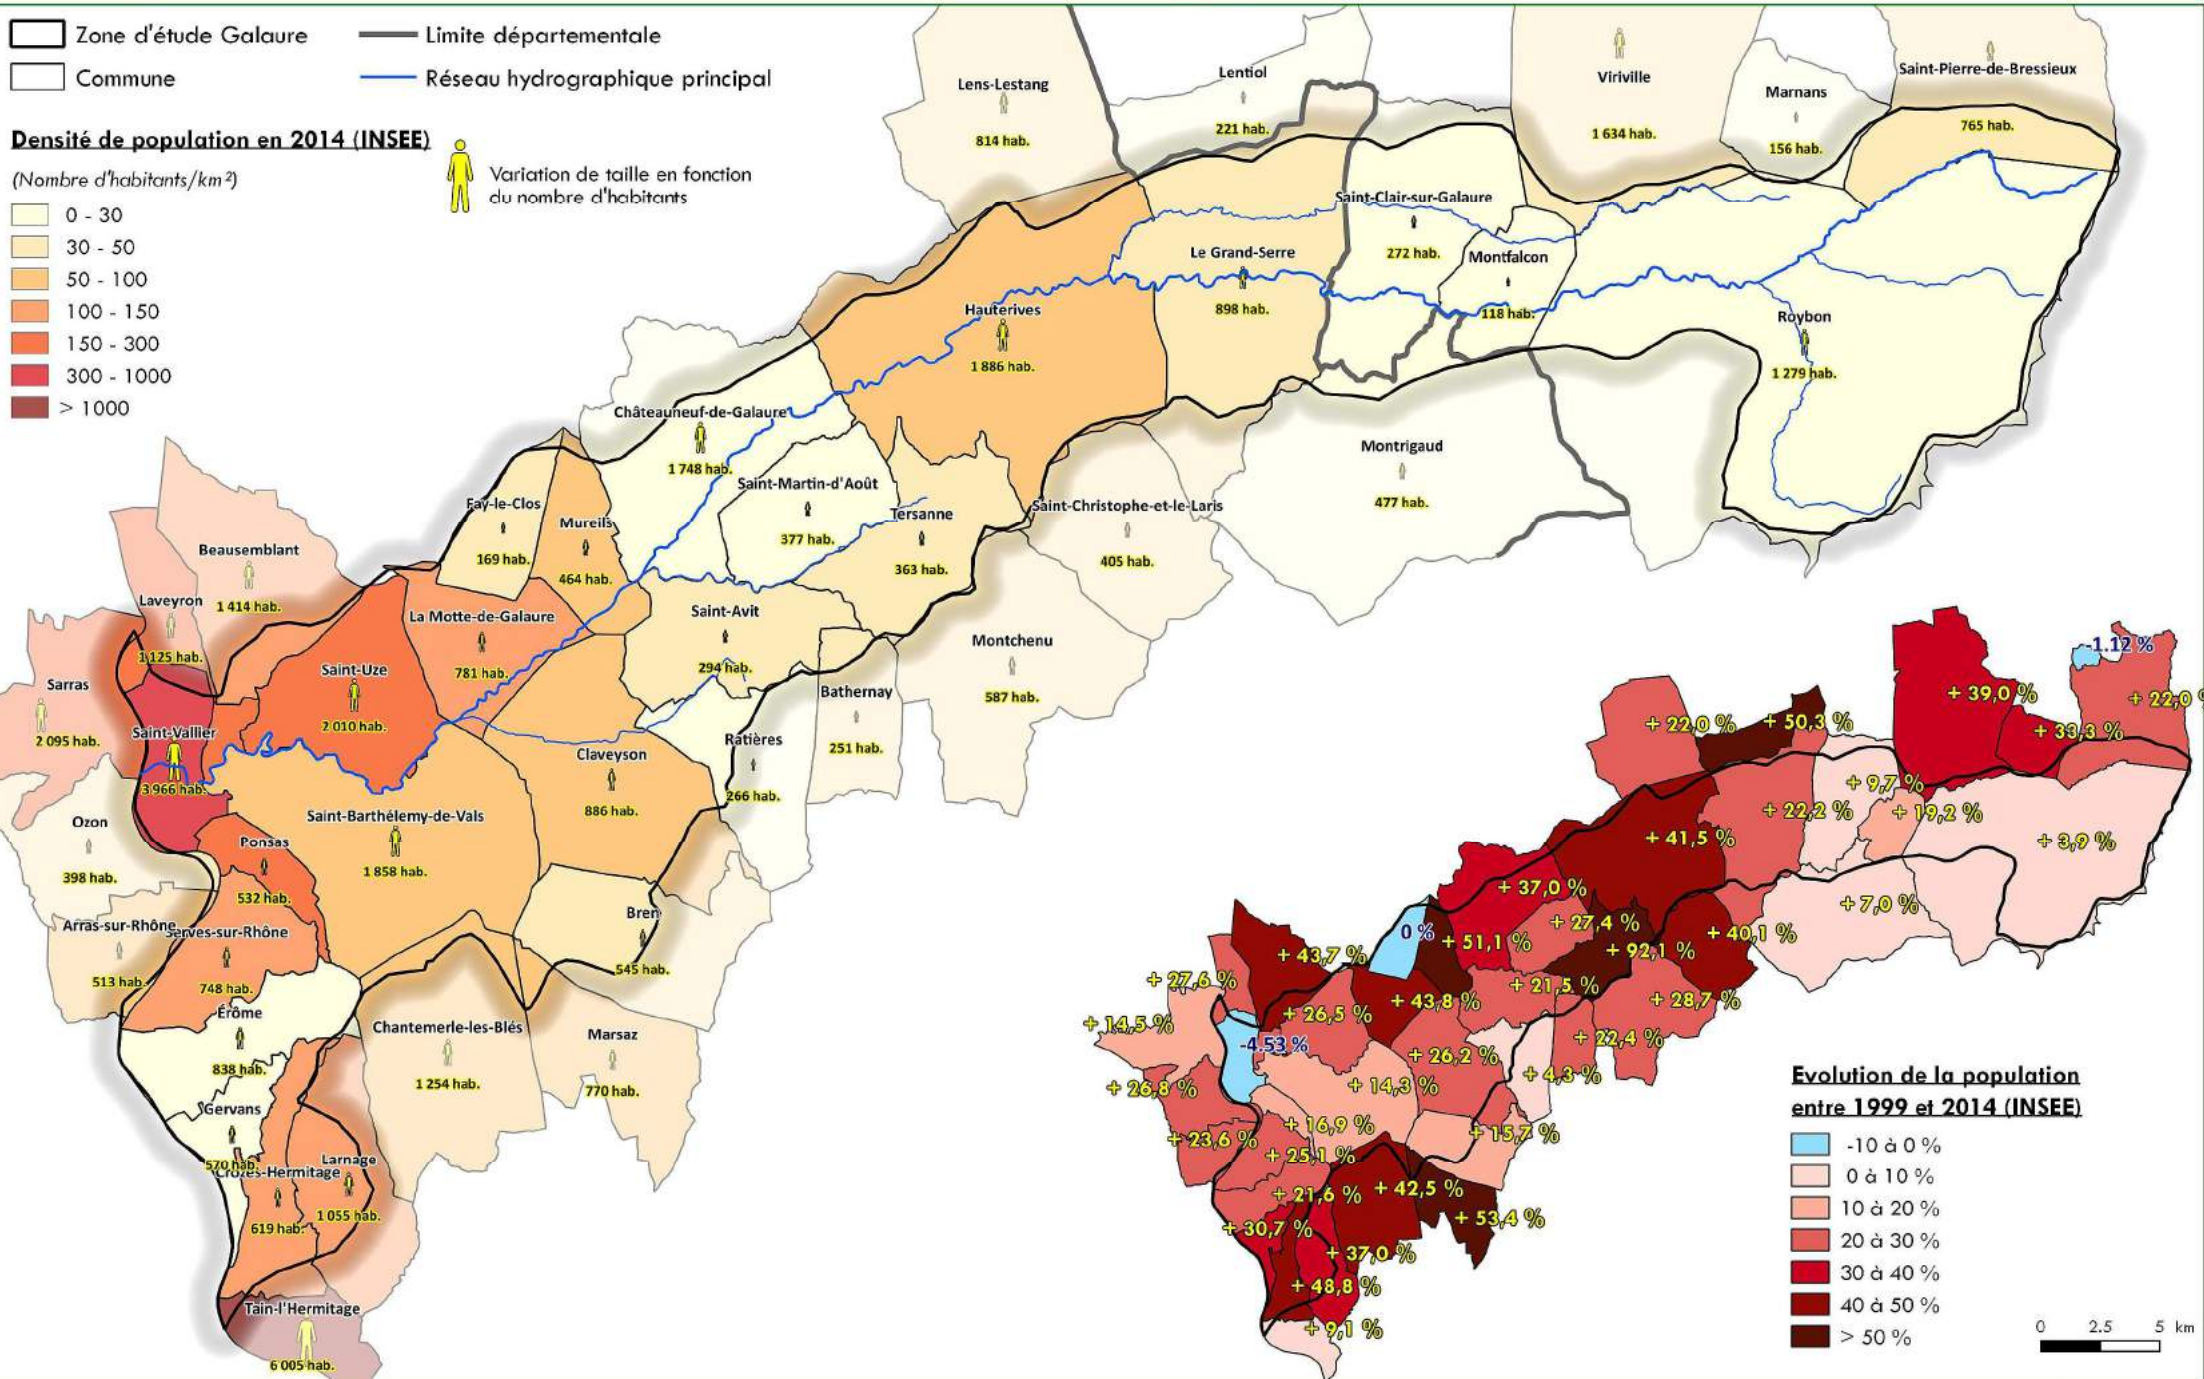 Zone d'étude Galaure
Limite départementale
Commune
Réseau hydrographique principal
Densité de population en 2014 (INSEE)
(Nombre d'habitants/km²)
0 - 30
30 - 50
50 - 100
100 - 150
150 - 300
300 - 1000
> 1000
Variation de taille en fonction
du nombre d'habitants
Lens-Lestang
814 hab.
Lentiol
221 hab.
Viriville
1 634 hab.
Marnans
156 hab.
Saint-Pierre-de-Bressieux
765 hab.
Saint-Clair-sur-Galaure
272 hab.
Le Grand-Serre
898 hab.
Montfalcon
118 hab.
Hauterives
1 886 hab.
Roybon
1 279 hab.
Châteauneuf-de-Galaure
1 748 hab.
Saint-Martin-d'Août
377 hab.
Tersanne
363 hab.
Saint-Christophe-et-le-Laris
405 hab.
Montrigaud
477 hab.
Fay-le-Clos
169 hab.
Mureils
464 hab.
Beausemblant
1 414 hab.
Laveyron
1 125 hab.
La Motte-de-Galaure
781 hab.
Saint-Avit
294 hab.
Montchenu
587 hab.
Sarras
2 095 hab.
Saint-Uze
2 010 hab.
Bathernay
251 hab.
Saint-Vallier
3 966 hab.
Ratières
266 hab.
Claveyson
886 hab.
Ozon
398 hab.
Ponsas
532 hab.
Saint-Barthélemy-de-Vals
1 858 hab.
Bren
545 hab.
Arras-sur-Rhône
513 hab.
Serves-sur-Rhône
748 hab.
Érôme
838 hab.
Chantemerle-les-Blés
1 254 hab.
Marsaz
770 hab.
Gervans
570 hab.
Crozes-Hermitage
619 hab.
Larnage
1 055 hab.
Tain-l'Hermitage
6 005 hab.
-1.12 %
+ 39,0 %
+ 22,0 %
+ 22,0 %
+ 50,3 %
+ 33,3 %
+ 9,7 %
+ 22,2 %
+ 19,2 %
+ 41,5 %
+ 3,9 %
+ 37,0 %
+ 7,0 %
+ 27,4 %
0 %
+ 51,1 %
+ 92,1 %
+ 40,1 %
+ 43,7 %
+ 27,6 %
+ 21,5 %
+ 43,8 %
+ 28,7 %
+ 26,5 %
+ 14,5 %
-4.53 %
+ 22,4 %
+ 26,2 %
+ 4,3 %
+ 26,8 %
+ 14,3 %
+ 16,9 %
+ 15,7 %
+ 23,6 %
+ 25,1 %
+ 21,6 %
+ 42,5 %
+ 53,4 %
+ 30,7 %
+ 37,0 %
+ 48,8 %
+ 9,1 %
Evolution de la population
entre 1999 et 2014 (INSEE)
-10 à 0 %
0 à 10 %
10 à 20 %
20 à 30 %
30 à 40 %
40 à 50 %
> 50 %
0 2.5 5 km